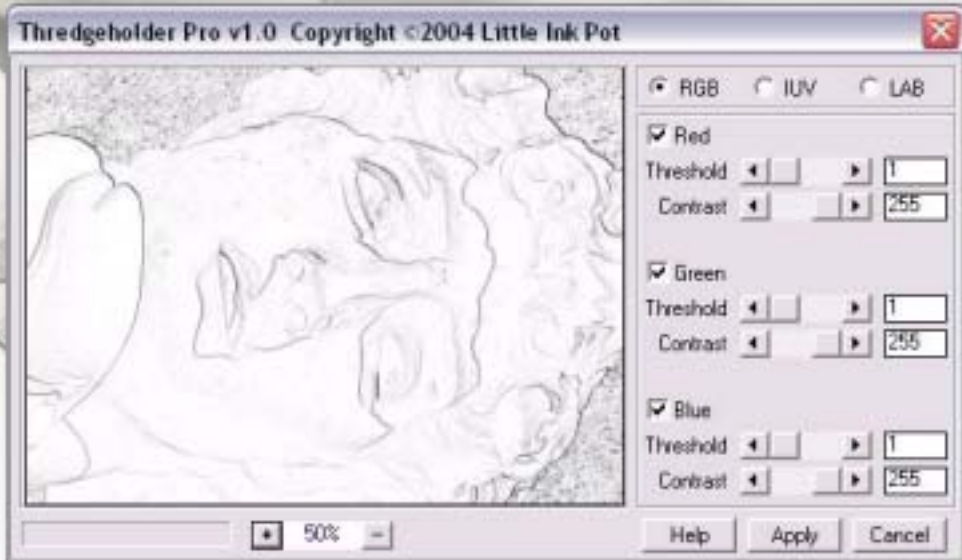 Thredgeholder Pro v1.0 Copyright ©2004 Little Ink Pot
RGB IUV LAB
Red
Threshold 1
Contrast 255
Green
Threshold 1
Contrast 255
Blue
Threshold 1
Contrast 255
+ 50% -
Help Apply Cancel